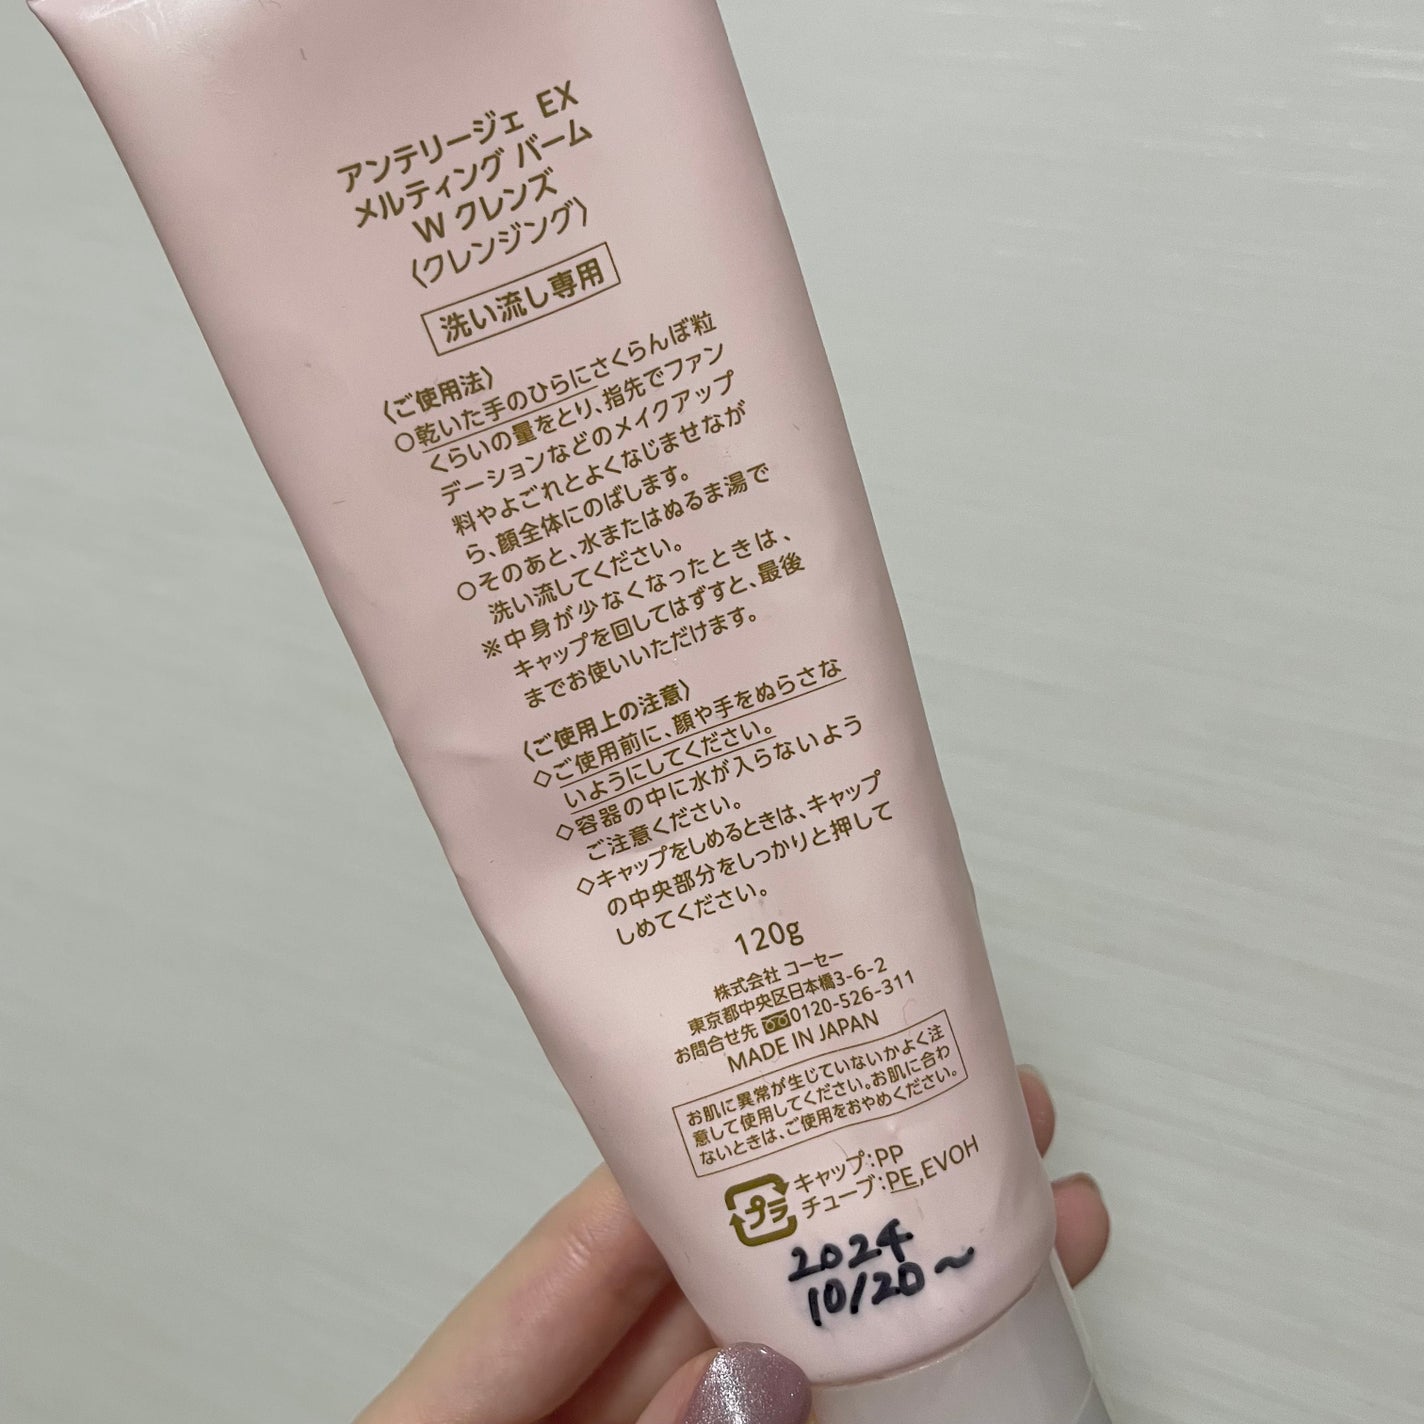 アンテリージェ EX
メルティング バーム
W クレンズ
〈クレンジング〉
洗い流し専用
〈ご使用法〉
○乾いた手のひらにさくらんぼ粒
くらいの量をとり、指先でファン
デーションなどのメイクアップ
料やよごれとよくなじませなが
ら、顔全体にのばします。
○そのあと、水またはぬるま湯で
洗い流してください。
※中身が少なくなったときは、
キャップを回してはずすと、最後
までお使いいただけます。
〈ご使用上の注意〉
◇ご使用前に、顔や手をぬらさな
いようにしてください。
◇容器の中に水が入らないよう
ご注意ください。
◇キャップをしめるときは、キャップ
の中央部分をしっかりと押して
しめてください。
120g
株式会社 コーセー
東京都中央区日本橋3-6-2
お問合せ先 0120-526-311
MADE IN JAPAN
お肌に異常が生じていないかよく注
意して使用してください。お肌に合わ
ないときは、ご使用をおやめください。
プラ
キャップ:PP
チューブ:PE,EVOH
2024
10/20~